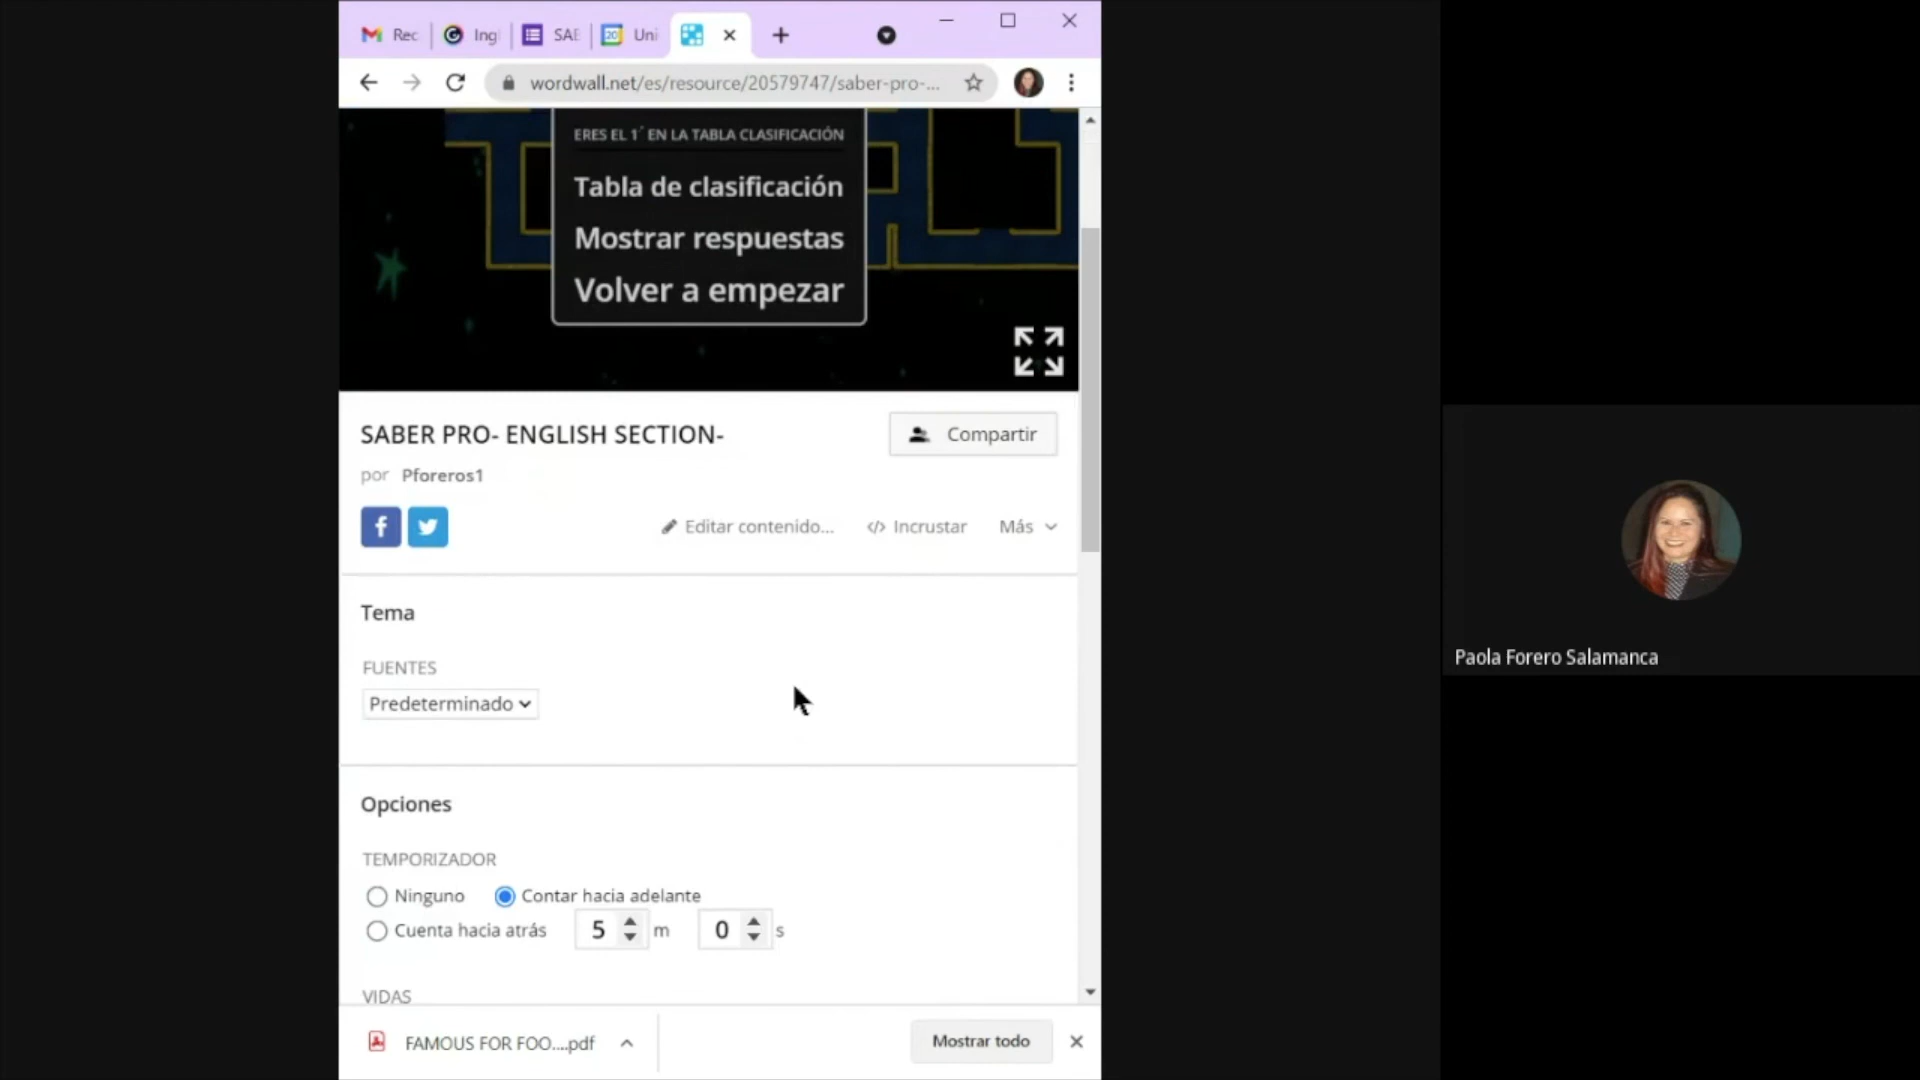 Rec
Ing
SAE
20
Uni
wordwall.net/es/resource/20579747/saber-pro-...
ERES EL 1˚ EN LA TABLA CLASIFICACIÓN
Tabla de clasificación
Mostrar respuestas
Volver a empezar
SABER PRO- ENGLISH SECTION-
Compartir
por Pforeros1
Editar contenido...
Incrustar
Más
Tema
FUENTES
Predeterminado
Opciones
TEMPORIZADOR
Ninguno
Contar hacia adelante
Cuenta hacia atrás 5 m 0 s
VIDAS
FAMOUS FOR FOO....pdf
Mostrar todo
Paola Forero Salamanca